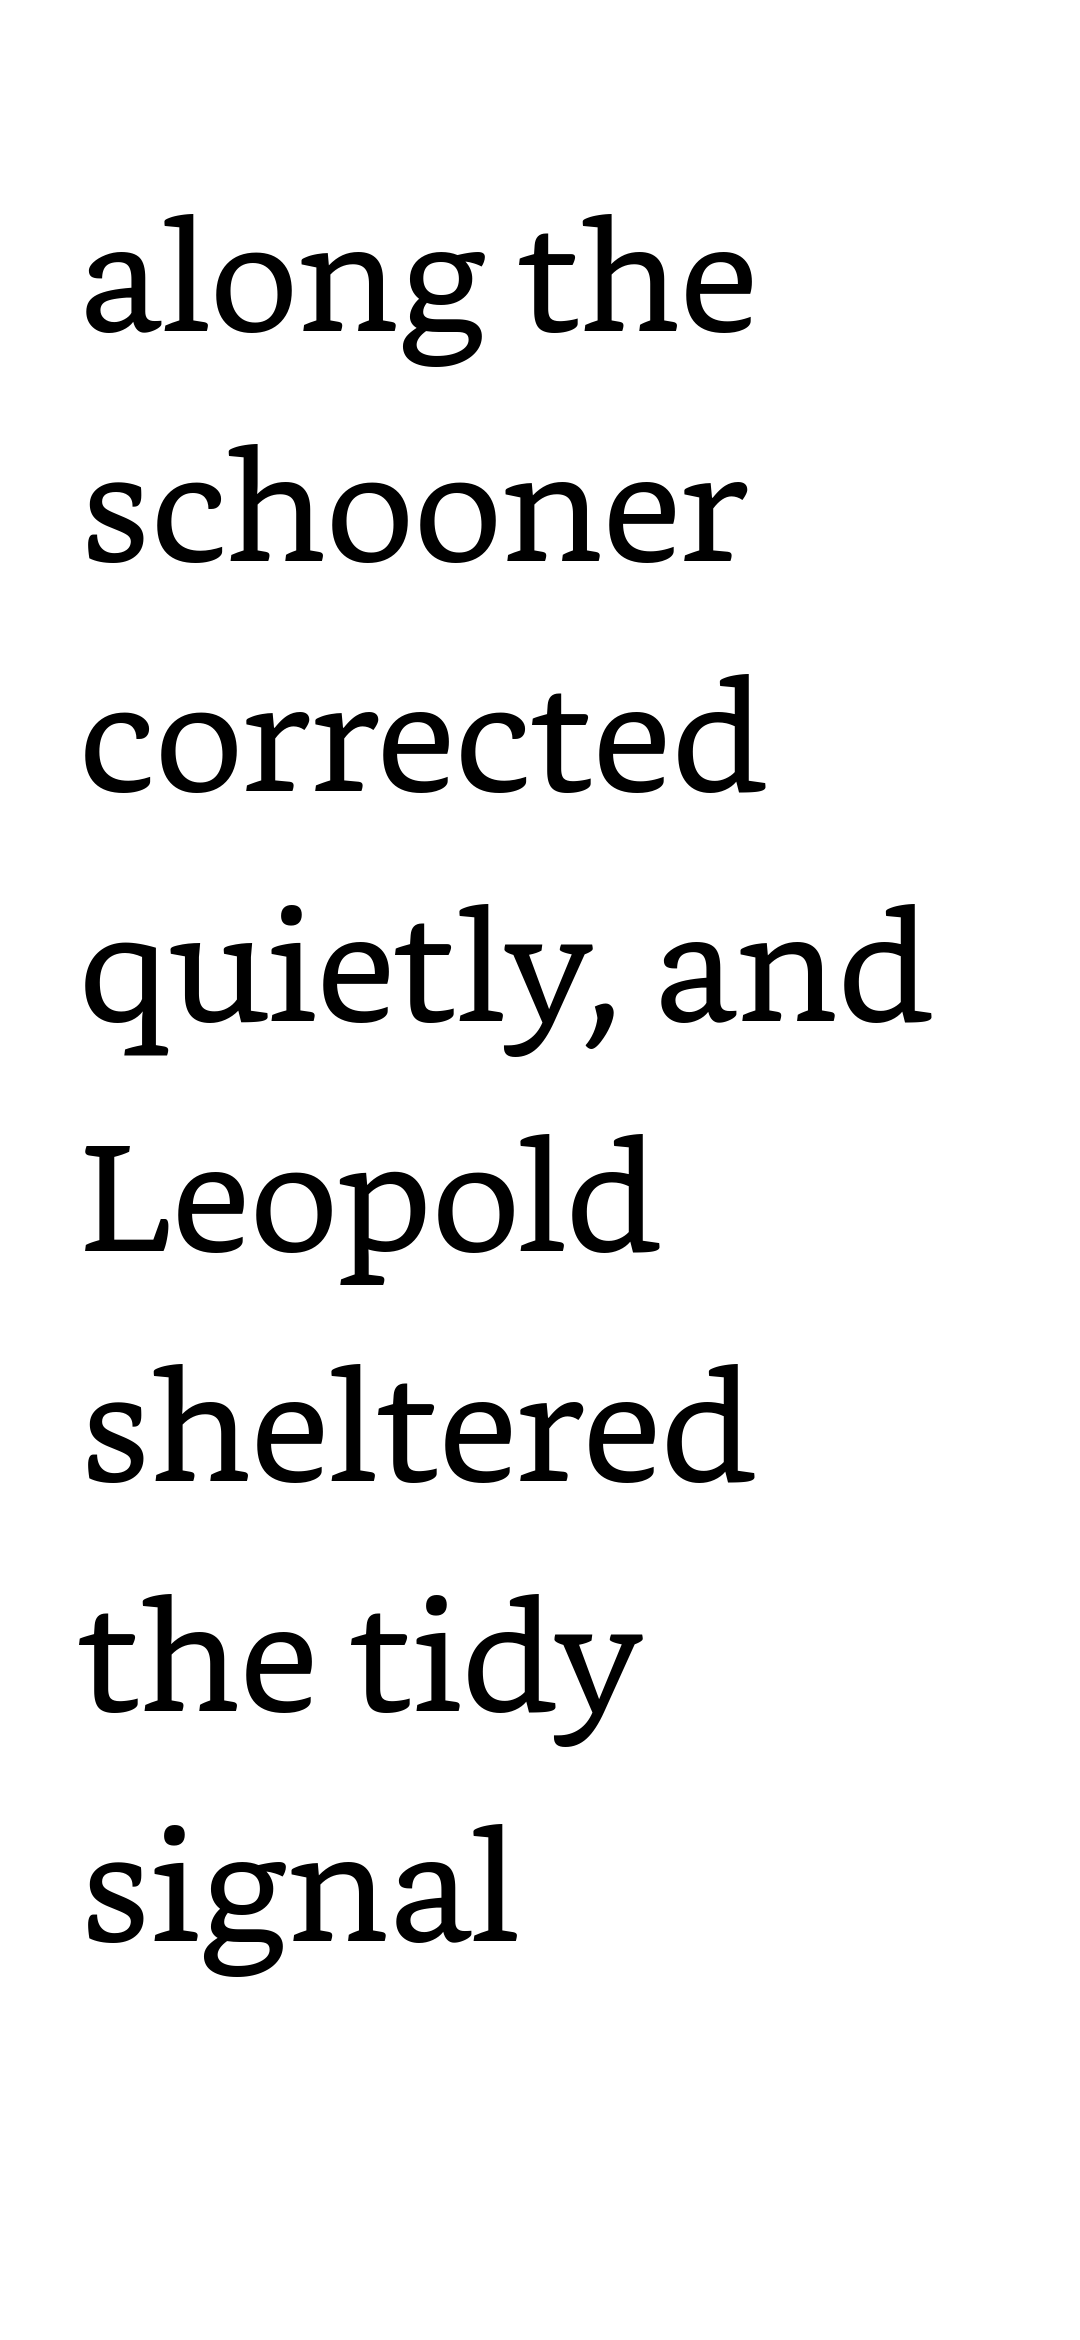 along the
schooner
corrected
quietly, and
Leopold
sheltered
the tidy
signal